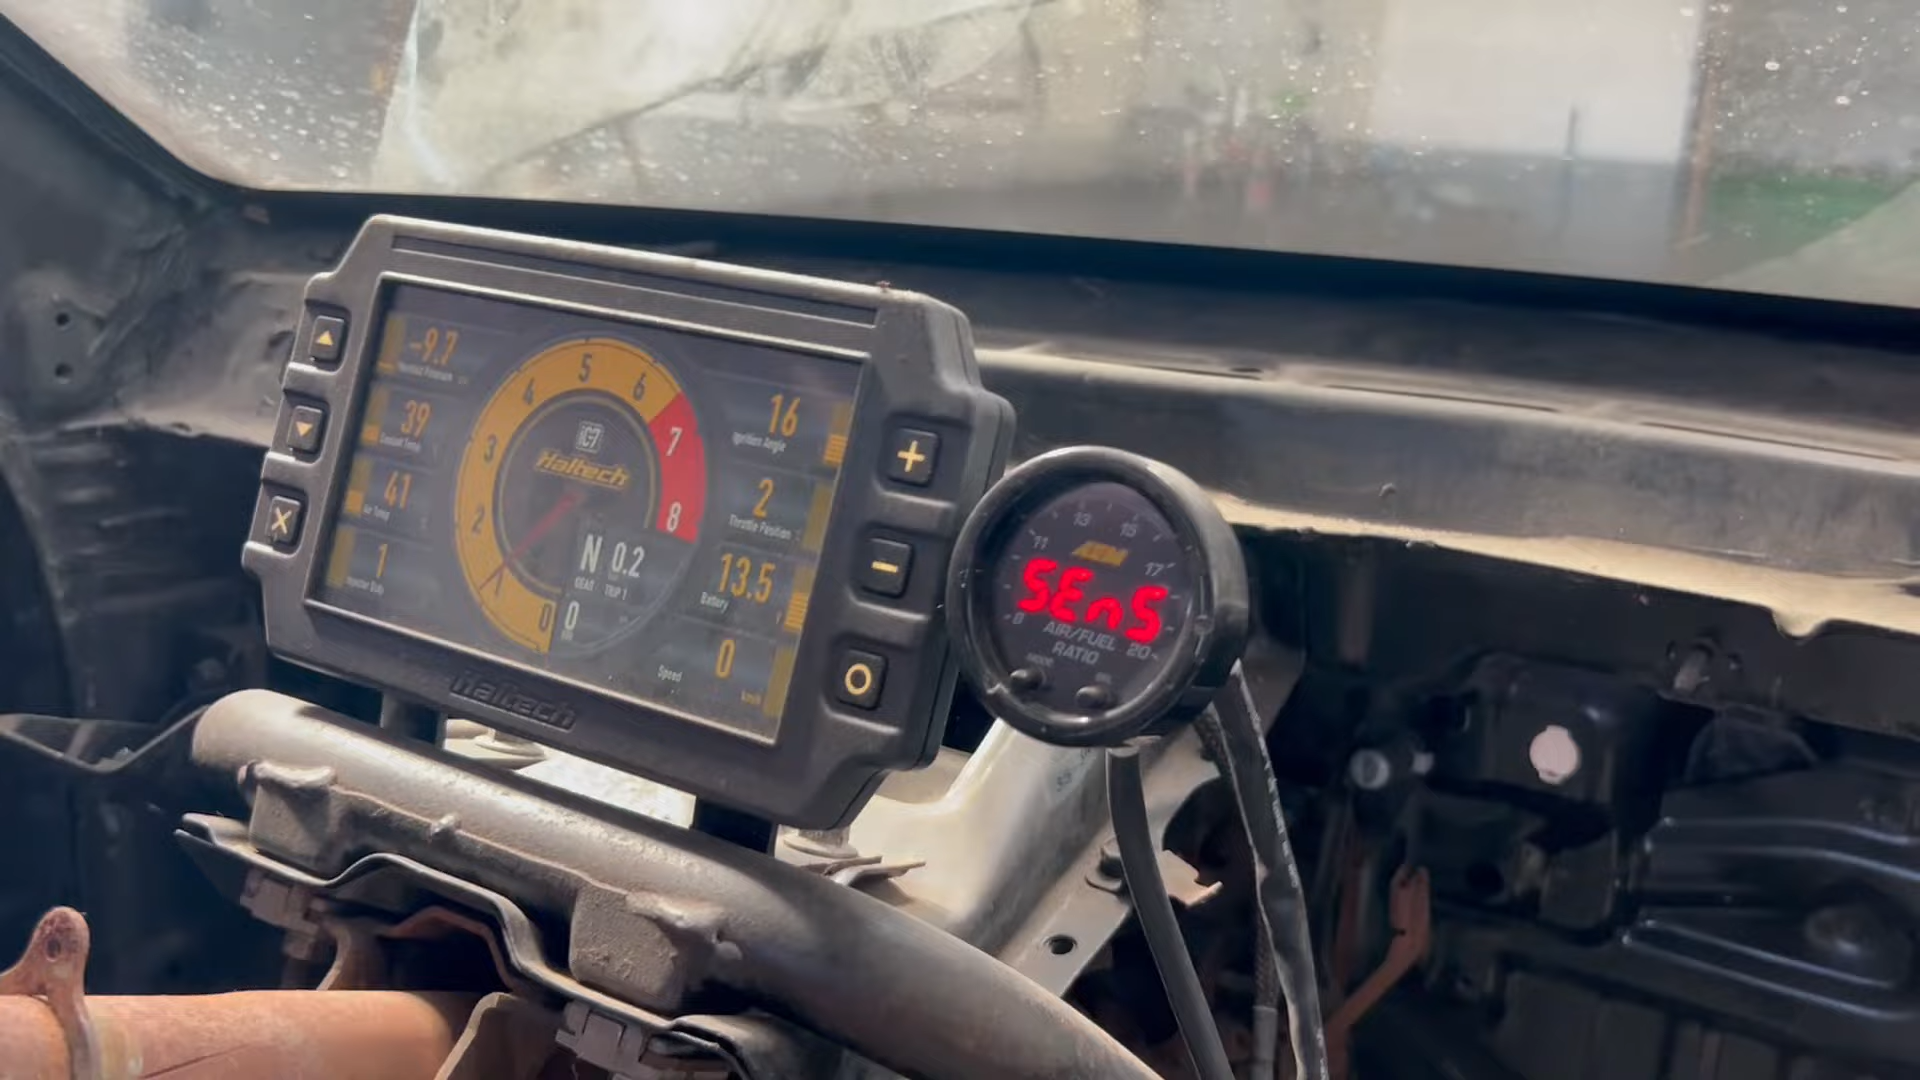 -9.7
Manifold Pressure
39
Coolant Temp
41
Air Temp
1
Injector Duty
0
1
2
3
4
5
6
7
8
IC7
Haltech
N 0.2
GEAR TRIP 1
0
16
Ignition Angle
2
Throttle Position
13.5
Battery
V
0
Speed
km/h
Haltech
+
-
8
11
13
15
17
20
AEM
SEnS
AIR/FUEL
RATIO
MODE